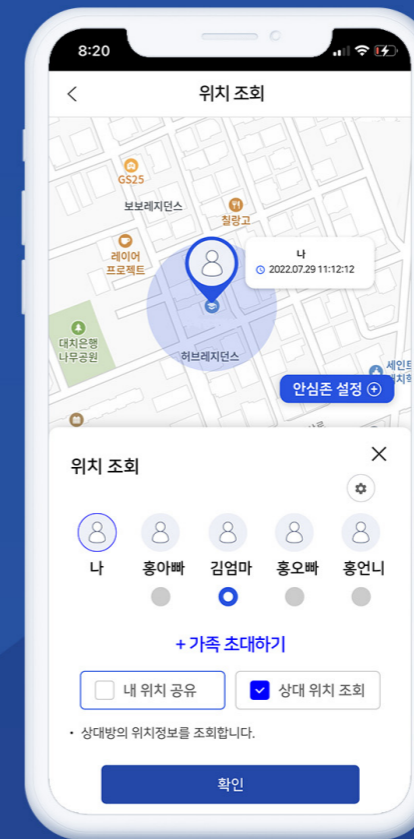 8:20
위치 조회
GS25
보보레지던스
칠랑고
레이어
프로젝트
나
2022.07.29 11:12:12
대치은행
나무공원
허브레지던스
세인트
안심존 설정
위치 조회
나
홍아빠
김엄마
홍오빠
홍언니
+ 가족 초대하기
내 위치 공유
상대 위치 조회
• 상대방의 위치정보를 조회합니다.
확인